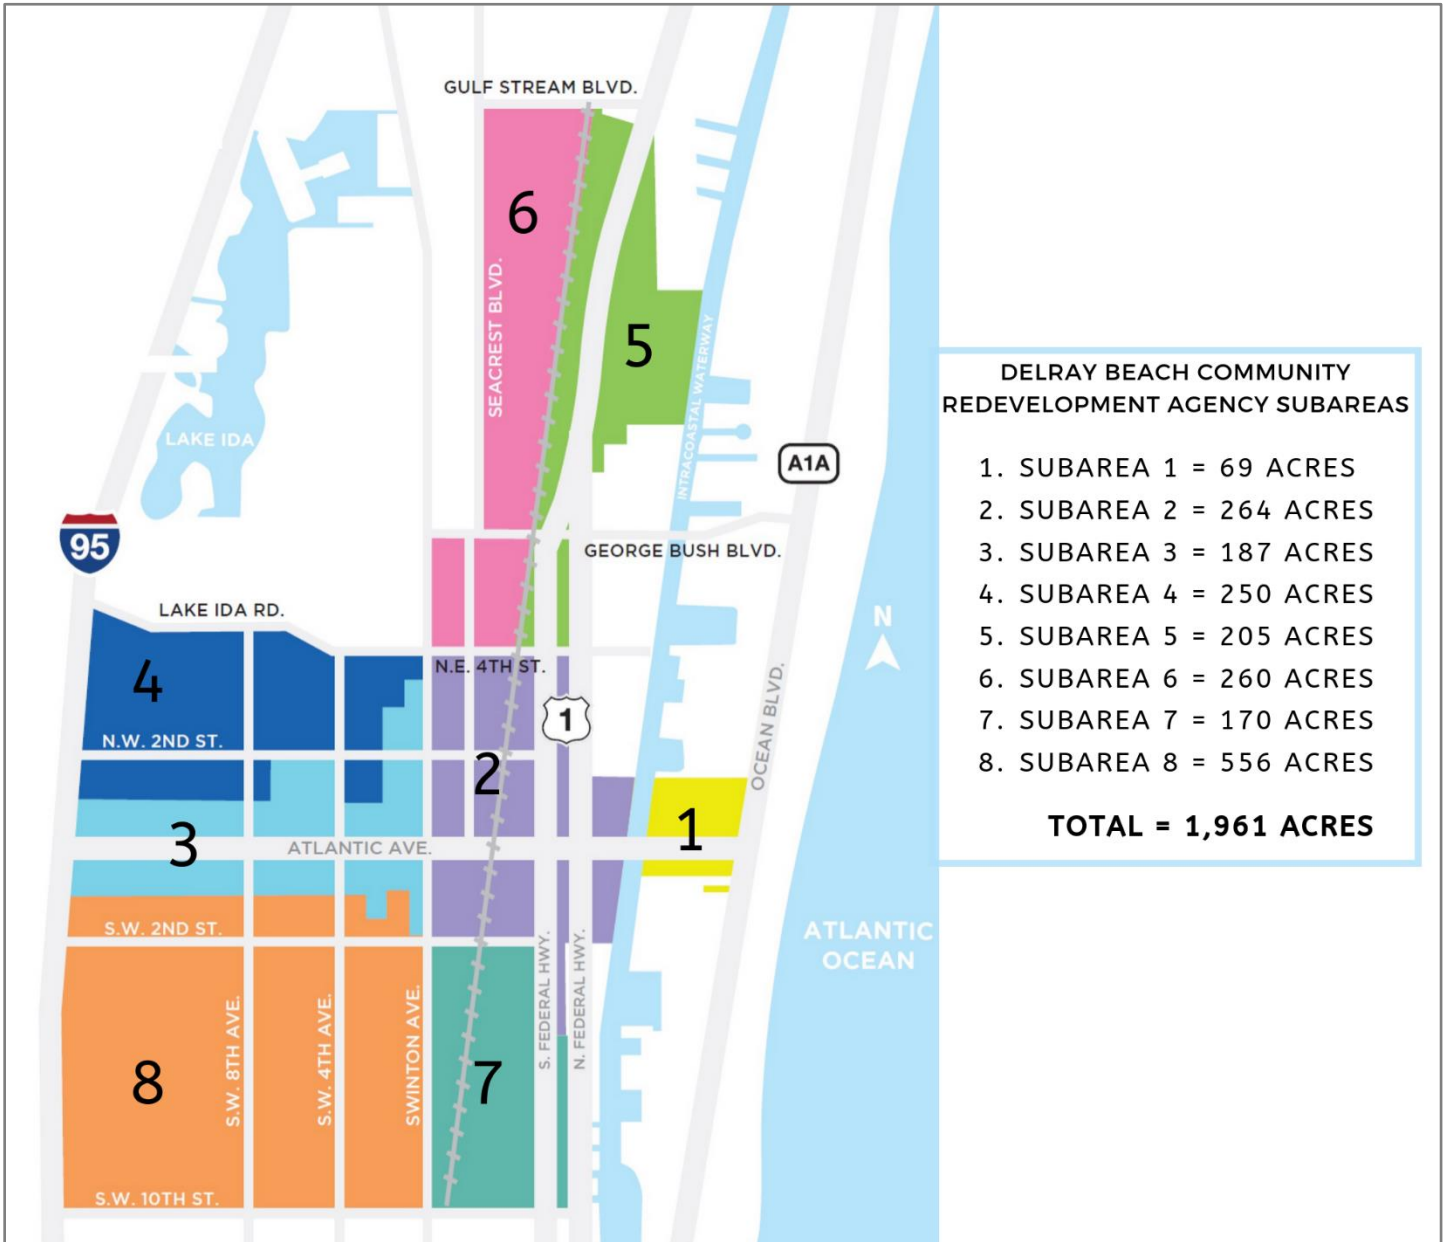 GULF STREAM BLVD.
6
SEACREST BLVD.
5
INTRACOASTAL WATERWAY
LAKE IDA
A1A
95
GEORGE BUSH BLVD.
LAKE IDA RD.
N
4
N.E. 4TH ST.
1
N.W. 2ND ST.
2
OCEAN BLVD.
3
ATLANTIC AVE.
1
S.W. 2ND ST.
ATLANTIC
OCEAN
8
S.W. 8TH AVE.
S.W. 4TH AVE.
SWINTON AVE.
7
S. FEDERAL HWY.
N. FEDERAL HWY.
S.W. 10TH ST.
DELRAY BEACH COMMUNITY
REDEVELOPMENT AGENCY SUBAREAS
1. SUBAREA 1 = 69 ACRES
2. SUBAREA 2 = 264 ACRES
3. SUBAREA 3 = 187 ACRES
4. SUBAREA 4 = 250 ACRES
5. SUBAREA 5 = 205 ACRES
6. SUBAREA 6 = 260 ACRES
7. SUBAREA 7 = 170 ACRES
8. SUBAREA 8 = 556 ACRES
TOTAL = 1,961 ACRES